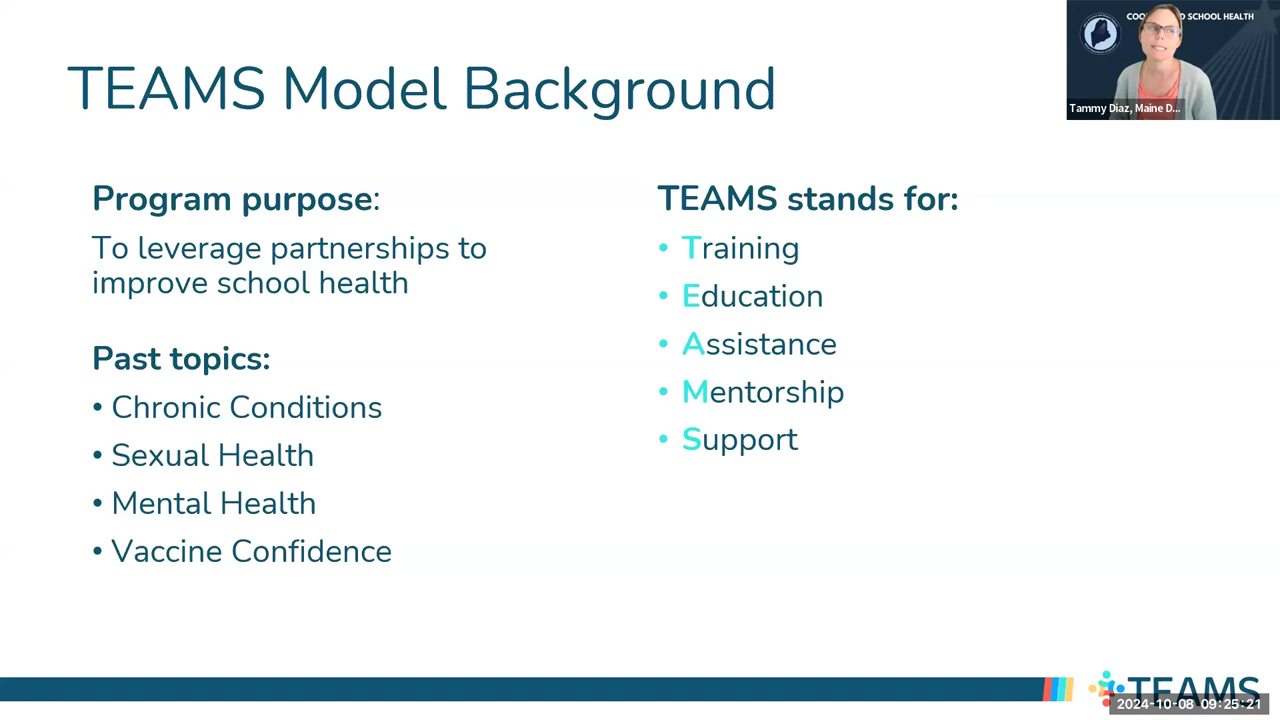 TEAMS Model Background
Program purpose:
To leverage partnerships to
improve school health
Past topics:
• Chronic Conditions
• Sexual Health
• Mental Health
• Vaccine Confidence
TEAMS stands for:
• Training
• Education
• Assistance
• Mentorship
• Support
SCHOOL HEALTH
Tammy Diaz, Maine D...
TEAMS
2024-10-08 09:25:21